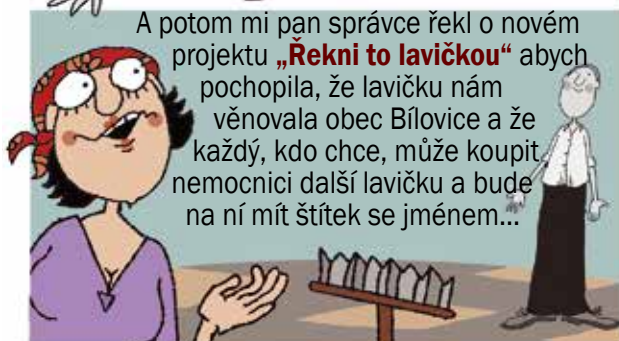 A potom mi pan správce řekl o novém
projektu „Řekni to lavičkou“ abych
pochopila, že lavičku nám
věnovala obec Bílovice a že
každý, kdo chce, může koupit
nemocnici další lavičku a bude
na ní mít štítek se jménem...